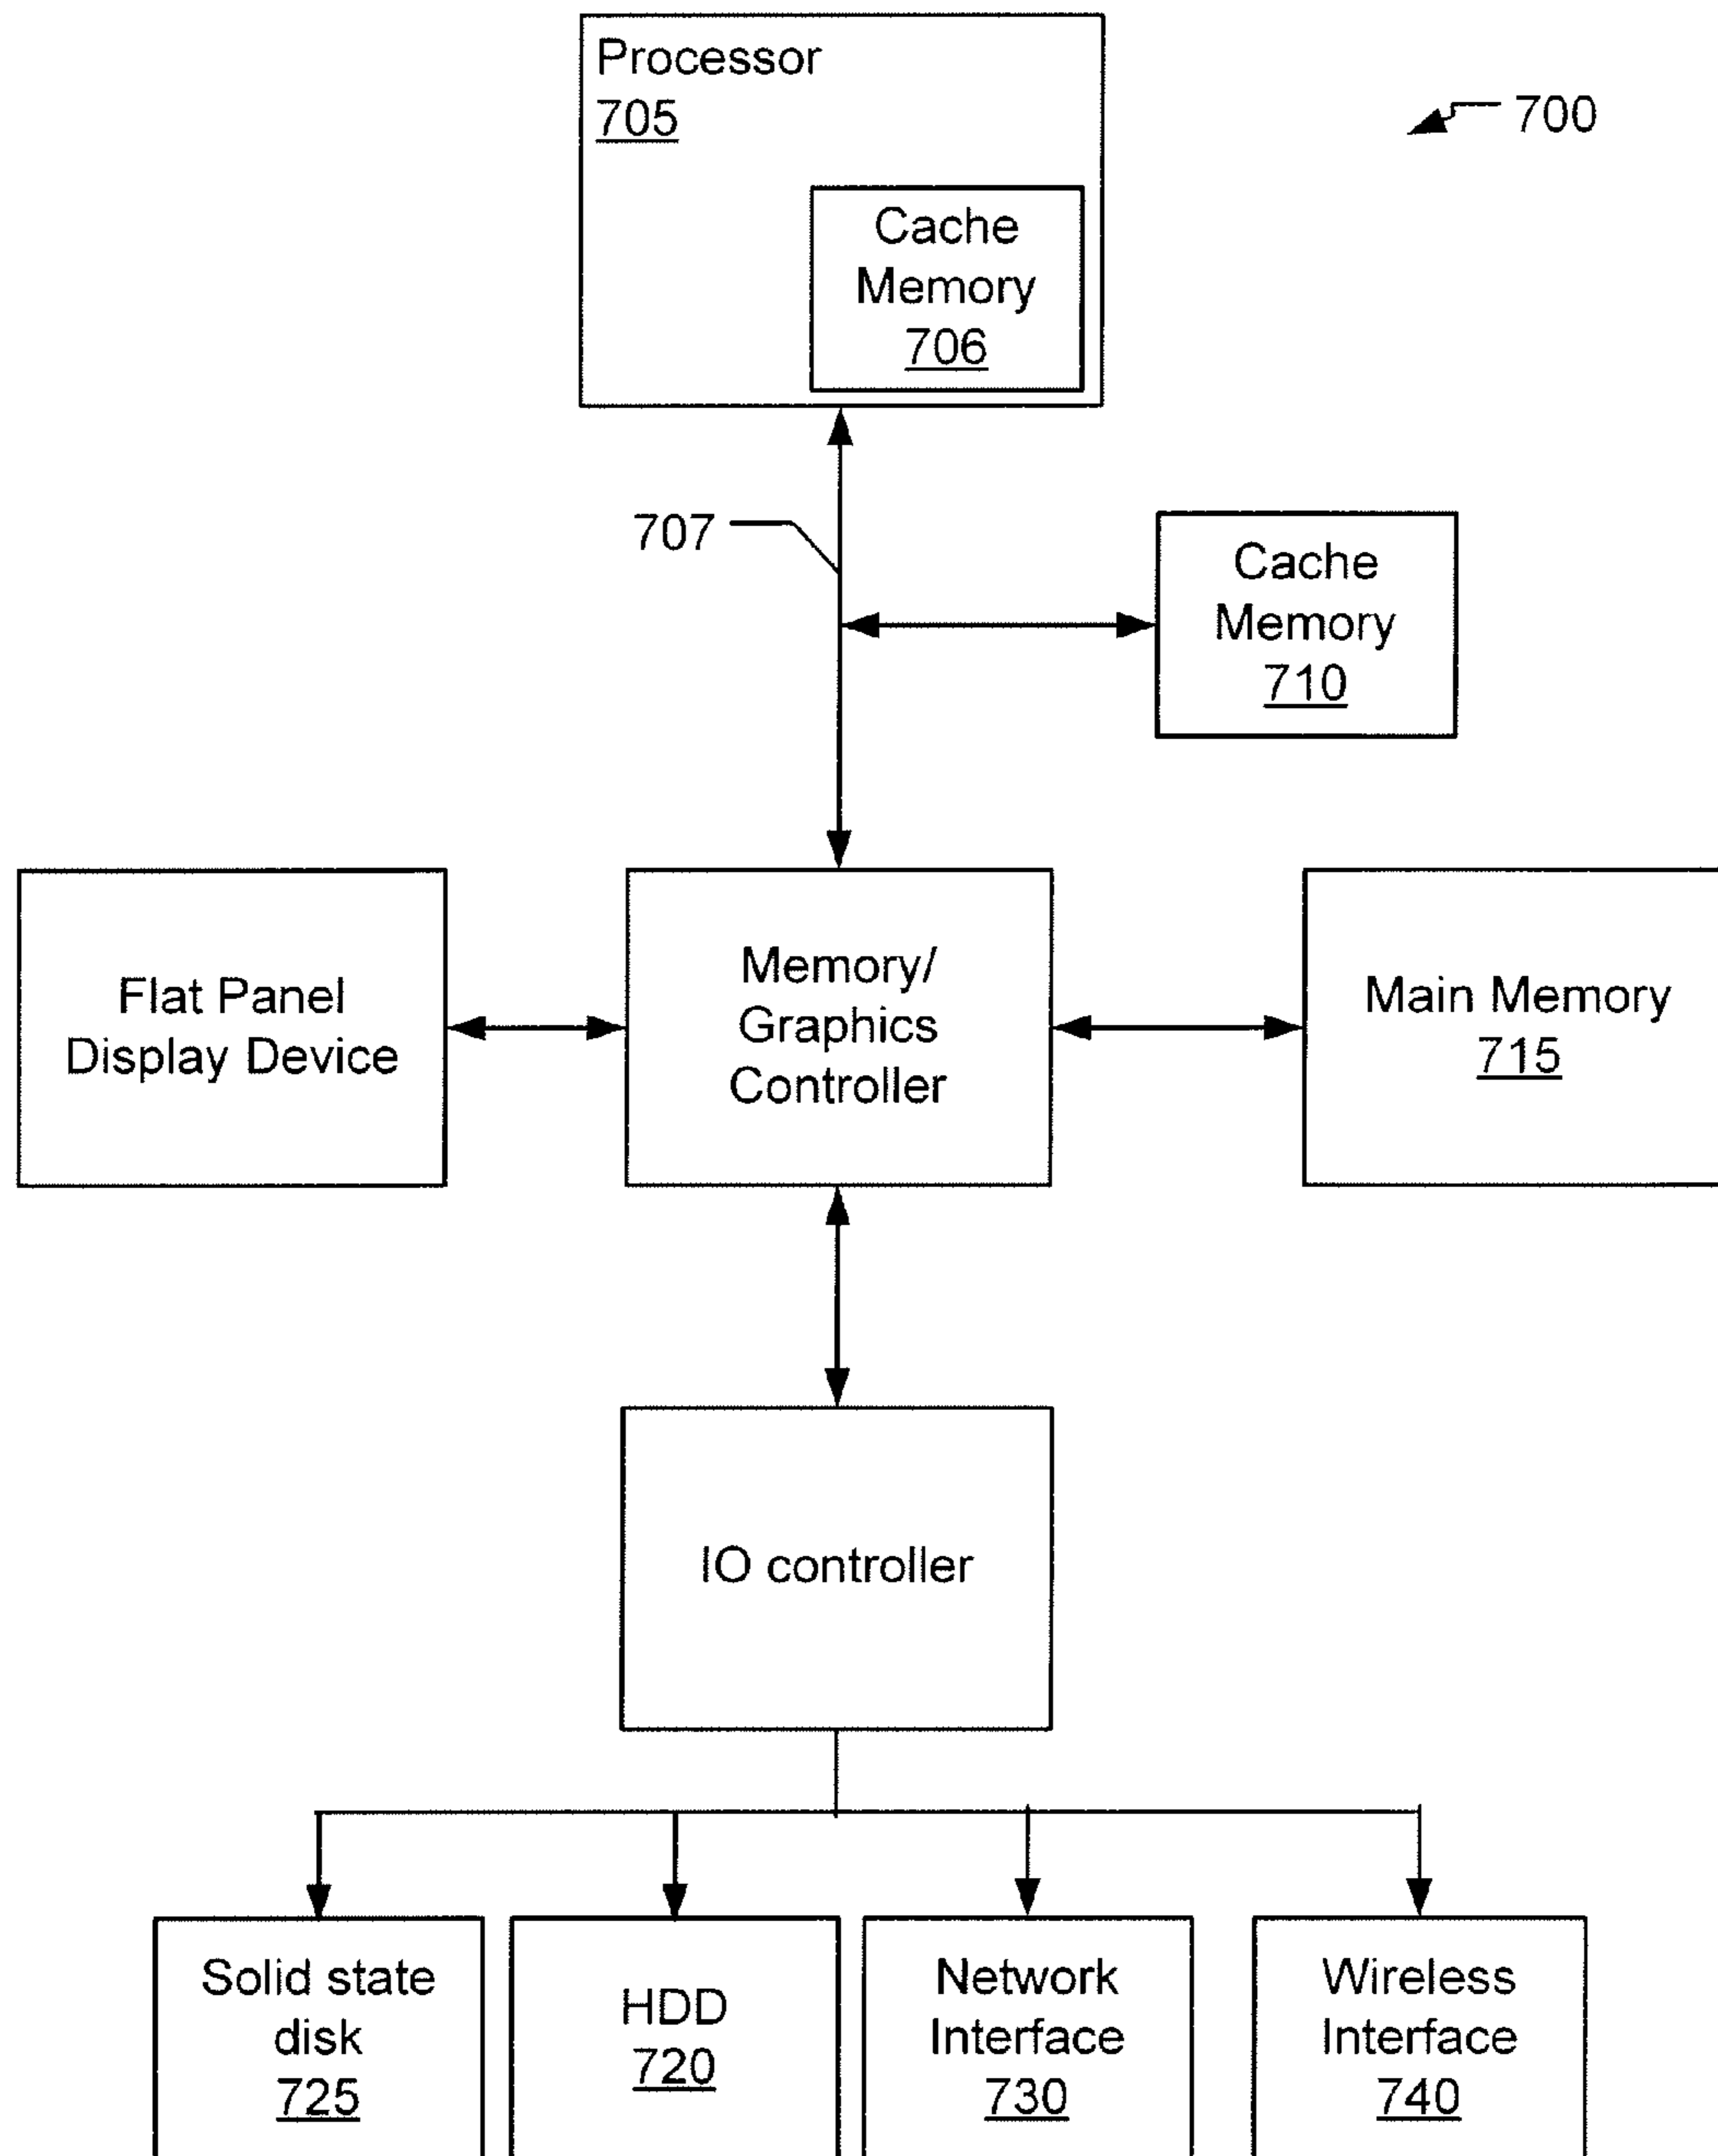 Processor
705
700
Cache
Memory
706
707
Cache
Memory
710
Flat Panel
Display Device
Memory/
Graphics
Controller
Main Memory
715
IO controller
Solid state
disk
725
HDD
720
Network
Interface
730
Wireless
Interface
740